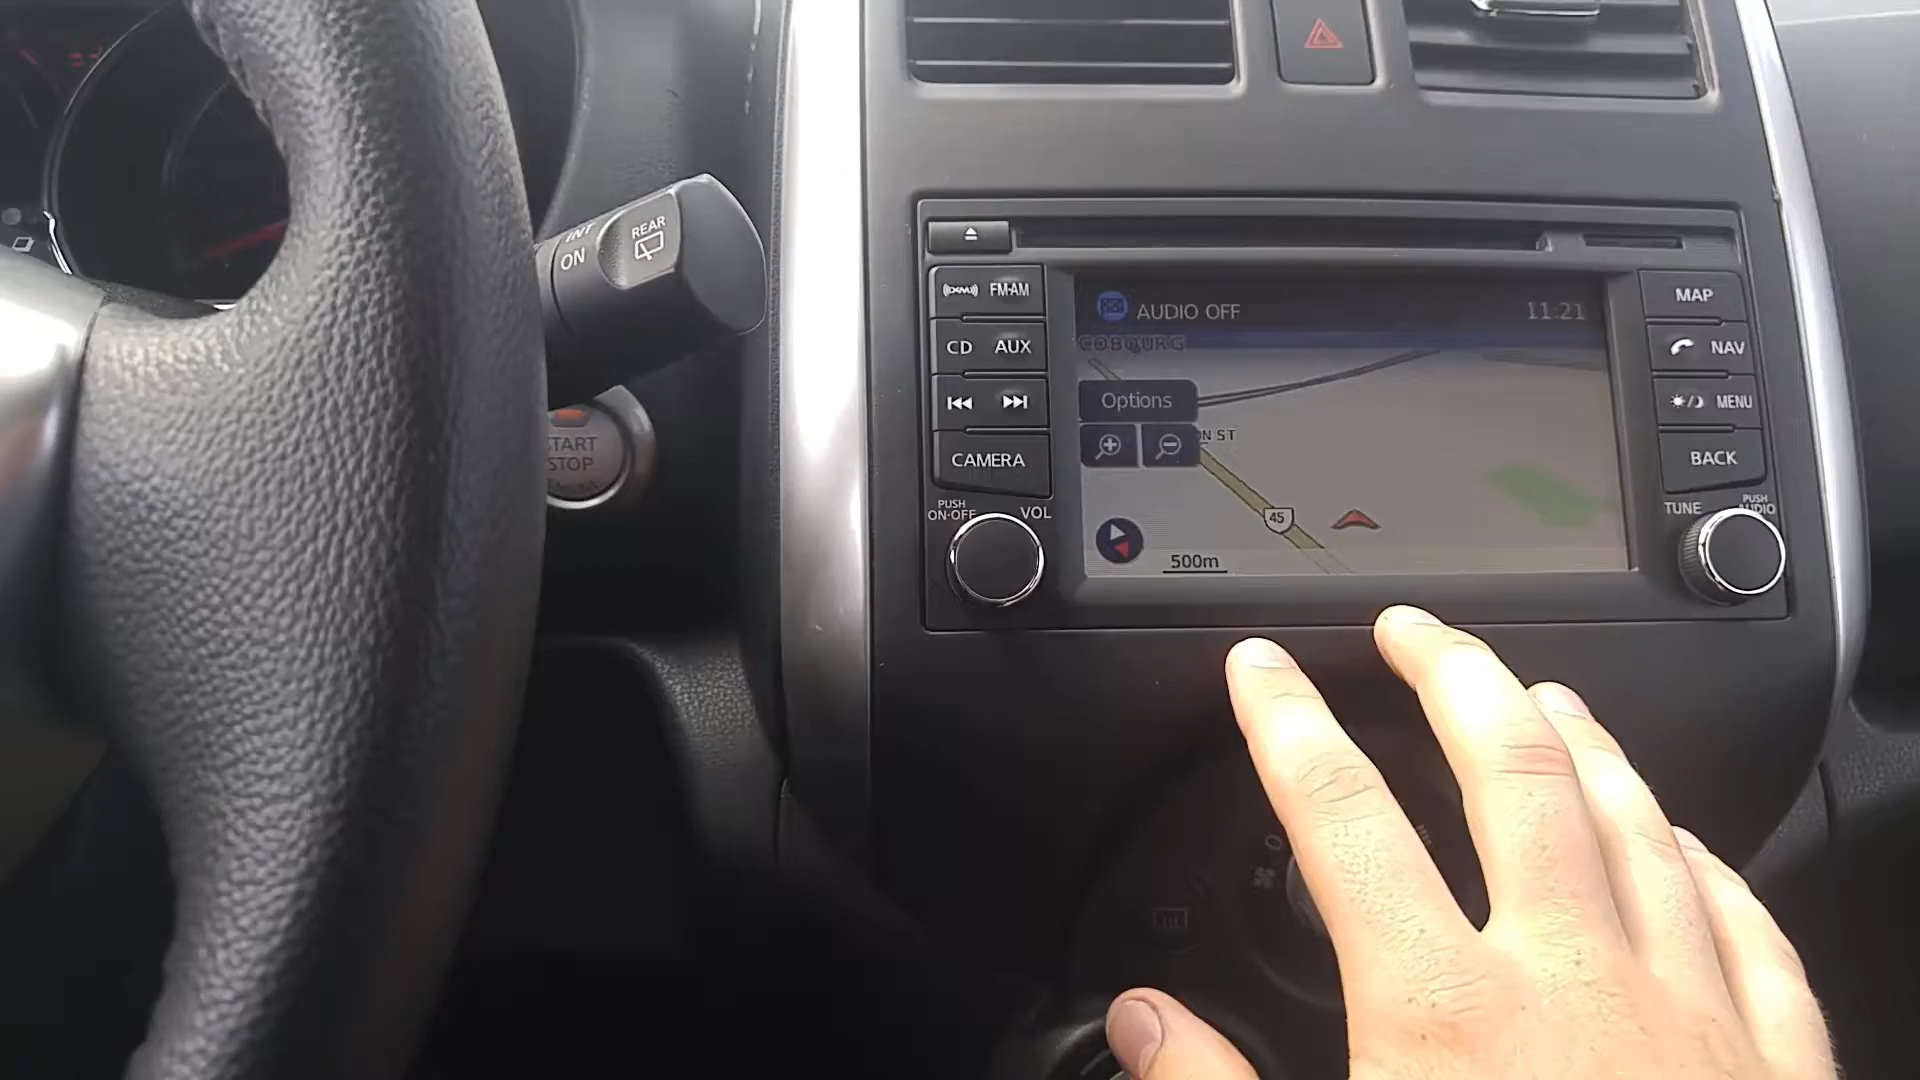 INT
ON
REAR
START
STOP
XM FM·AM
CD AUX
CAMERA
PUSH
ON·OFF
VOL
AUDIO OFF
11:21
COBOURG
Options
N ST
45
500m
MAP
NAV
MENU
BACK
TUNE
PUSH
AUDIO